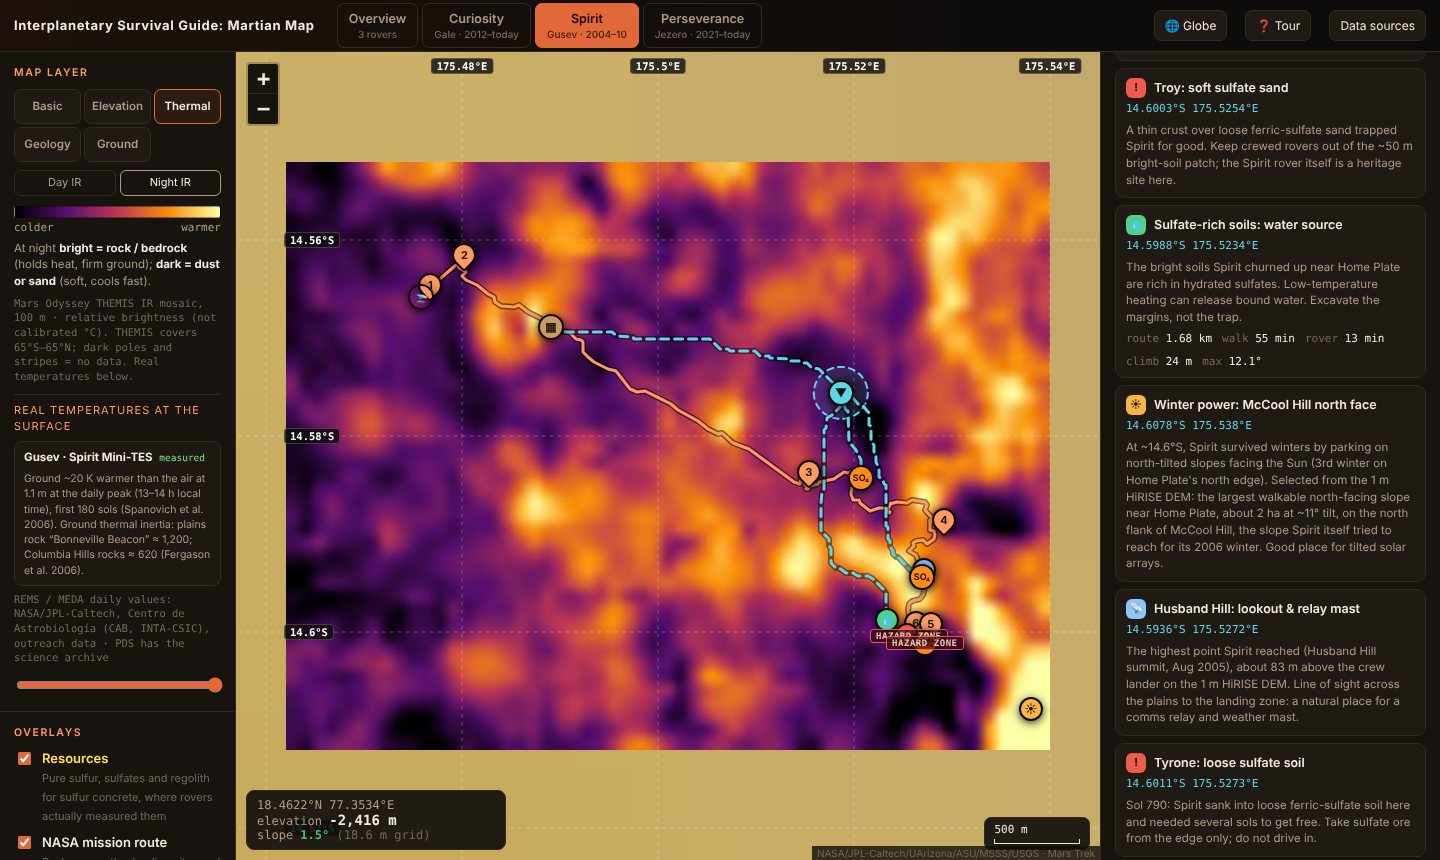 Interplanetary Survival Guide: Martian Map
Overview
3 rovers
Curiosity
Gale · 2012–today
Spirit
Gusev · 2004–10
Perseverance
Jezero · 2021–today
🌐 Globe
❓ Tour
Data sources
MAP LAYER
Basic
Elevation
Thermal
Geology
Ground
Day IR
Night IR
colder
warmer
At night bright = rock / bedrock
(holds heat, firm ground); dark = dust
or sand (soft, cools fast).
Mars Odyssey THEMIS IR mosaic,
100 m · relative brightness (not
calibrated °C). THEMIS covers
65°S–65°N; dark poles and
stripes = no data. Real
temperatures below.
REAL TEMPERATURES AT THE
SURFACE
Gusev · Spirit Mini-TES measured
Ground ~20 K warmer than the air at
1.1 m at the daily peak (13–14 h local
time), first 180 sols (Spanovich et al.
2006). Ground thermal inertia: plains
rock “Bonneville Beacon” ≈ 1,200;
Columbia Hills rocks ≈ 620 (Fergason
et al. 2006).
REMS / MEDA daily values:
NASA/JPL-Caltech, Centro de
Astrobiología (CAB, INTA-CSIC),
outreach data · PDS has the
science archive
OVERLAYS
Resources
Pure sulfur, sulfates and regolith
for sulfur concrete, where rovers
actually measured them
NASA mission route
+
−
175.48°E
175.5°E
175.52°E
175.54°E
14.56°S
14.58°S
14.6°S
1
2
3
SO₄
4
SO₄
6
5
HAZARD ZONE
HAZARD ZONE
18.4622°N 77.3534°E
elevation -2,416 m
slope 1.5° (18.6 m grid)
500 m
NASA/JPL-Caltech/UArizona/ASU/MSSS/USGS · Mars Trek
! Troy: soft sulfate sand
14.6003°S 175.5254°E
A thin crust over loose ferric-sulfate sand trapped
Spirit for good. Keep crewed rovers out of the ~50 m
bright-soil patch; the Spirit rover itself is a heritage
site here.
Sulfate-rich soils: water source
14.5988°S 175.5234°E
The bright soils Spirit churned up near Home Plate
are rich in hydrated sulfates. Low-temperature
heating can release bound water. Excavate the
margins, not the trap.
route 1.68 km walk 55 min rover 13 min
climb 24 m max 12.1°
Winter power: McCool Hill north face
14.6078°S 175.538°E
At ~14.6°S, Spirit survived winters by parking on
north-tilted slopes facing the Sun (3rd winter on
Home Plate's north edge). Selected from the 1 m
HiRISE DEM: the largest walkable north-facing slope
near Home Plate, about 2 ha at ~11° tilt, on the north
flank of McCool Hill, the slope Spirit itself tried to
reach for its 2006 winter. Good place for tilted solar
arrays.
Husband Hill: lookout & relay mast
14.5936°S 175.5272°E
The highest point Spirit reached (Husband Hill
summit, Aug 2005), about 83 m above the crew
lander on the 1 m HiRISE DEM. Line of sight across
the plains to the landing zone: a natural place for a
comms relay and weather mast.
! Tyrone: loose sulfate soil
14.6011°S 175.5273°E
Sol 790: Spirit sank into loose ferric-sulfate soil here
and needed several sols to get free. Take sulfate ore
from the edge only; do not drive in.